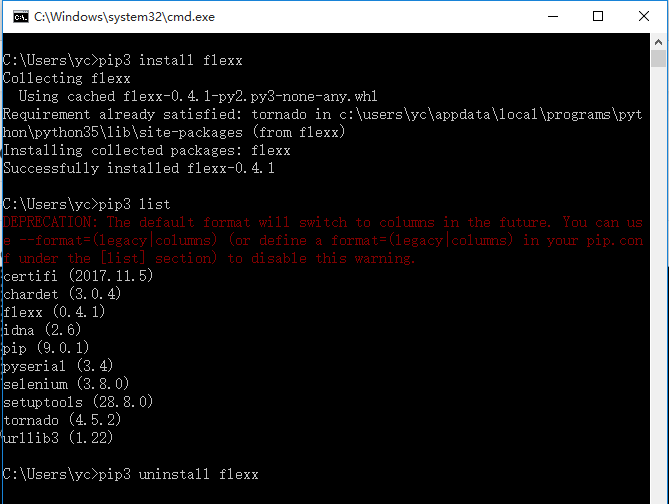 C:\Windows\system32\cmd.exe
C:\Users\yc>pip3 install flexx
Collecting flexx
  Using cached flexx-0.4.1-py2.py3-none-any.whl
Requirement already satisfied: tornado in c:\users\yc\appdata\local\programs\pyt
hon\python35\lib\site-packages (from flexx)
Installing collected packages: flexx
Successfully installed flexx-0.4.1
C:\Users\yc>pip3 list
DEPRECATION: The default format will switch to columns in the future. You can us
e --format=(legacy|columns) (or define a format=(legacy|columns) in your pip.con
f under the [list] section) to disable this warning.
certifi (2017.11.5)
chardet (3.0.4)
flexx (0.4.1)
idna (2.6)
pip (9.0.1)
pyserial (3.4)
selenium (3.8.0)
setuptools (28.8.0)
tornado (4.5.2)
urllib3 (1.22)
C:\Users\yc>pip3 uninstall flexx